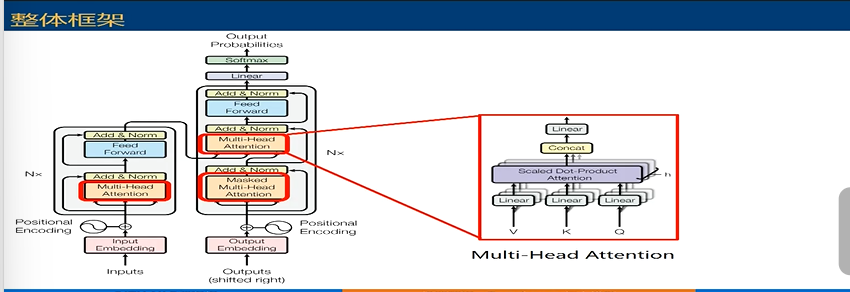 整体框架
Output
Probabilities
Softmax
Linear
Add & Norm
Feed
Forward
Add & Norm
Multi-Head
Attention
Nx
Add & Norm
Masked
Multi-Head
Attention
Add & Norm
Feed
Forward
Nx
Add & Norm
Multi-Head
Attention
Positional
Encoding
Positional
Encoding
Input
Embedding
Output
Embedding
Inputs
Outputs
(shifted right)
Linear
Concat
Scaled Dot-Product
Attention
h
Linear
Linear
Linear
V
K
Q
Multi-Head Attention